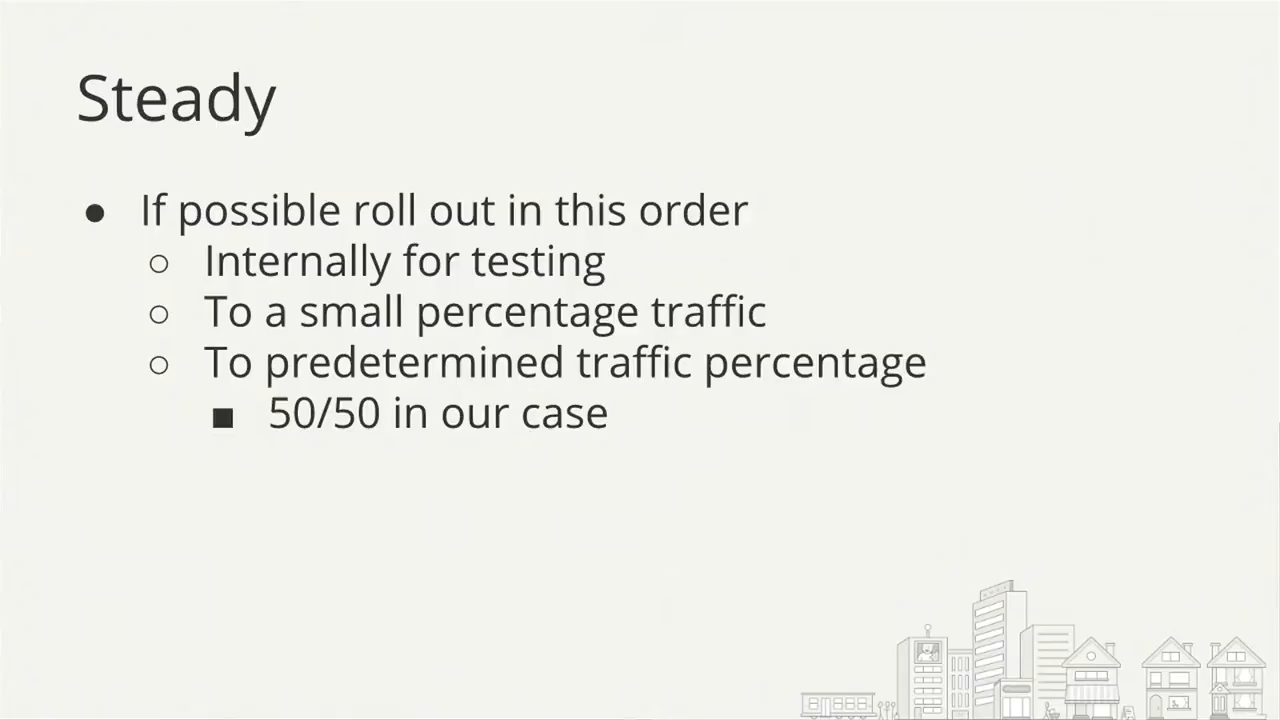 Steady
● If possible roll out in this order
○ Internally for testing
○ To a small percentage traffic
○ To predetermined traffic percentage
■ 50/50 in our case